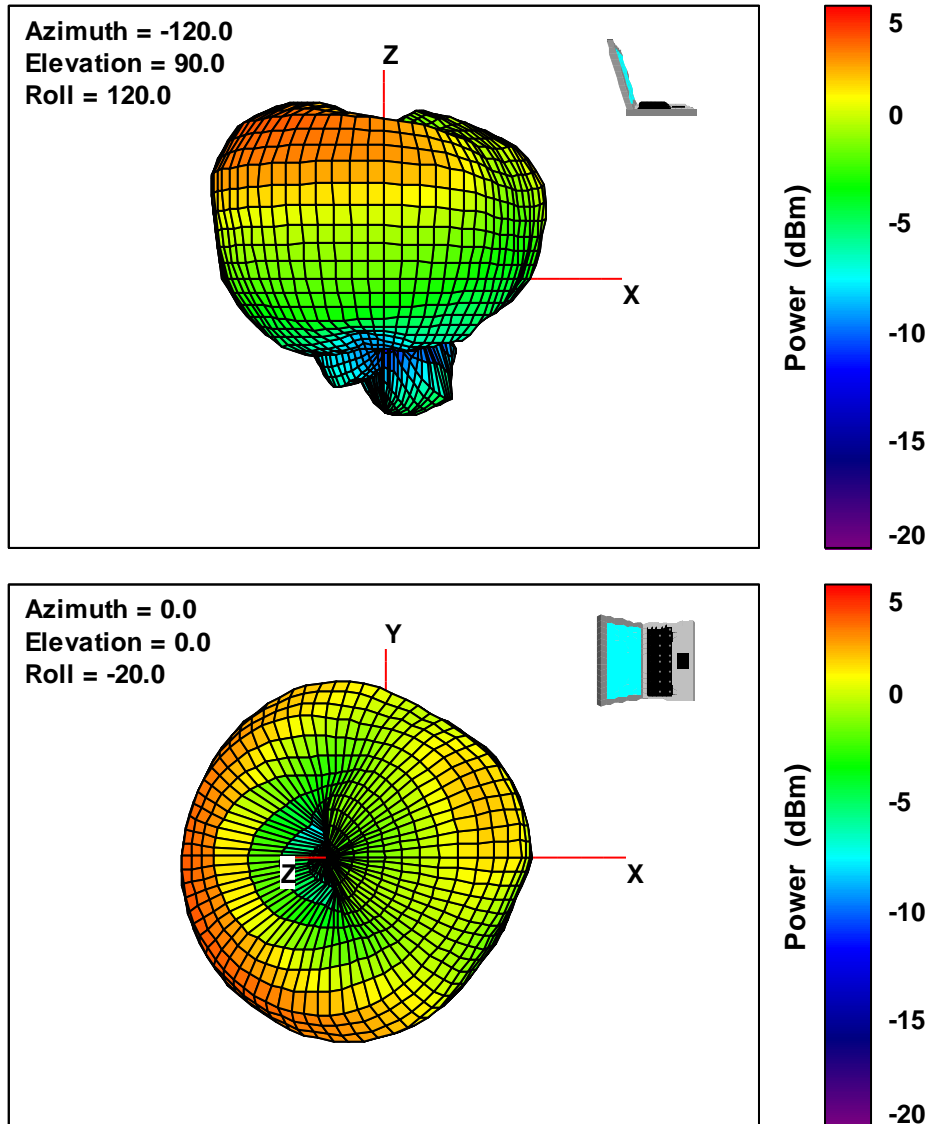 Azimuth = -120.0
Elevation = 90.0
Roll = 120.0
Z
X
5
0
-5
-10
-15
-20
Power (dBm)
Azimuth = 0.0
Elevation = 0.0
Roll = -20.0
Y
Z
X
5
0
-5
-10
-15
-20
Power (dBm)